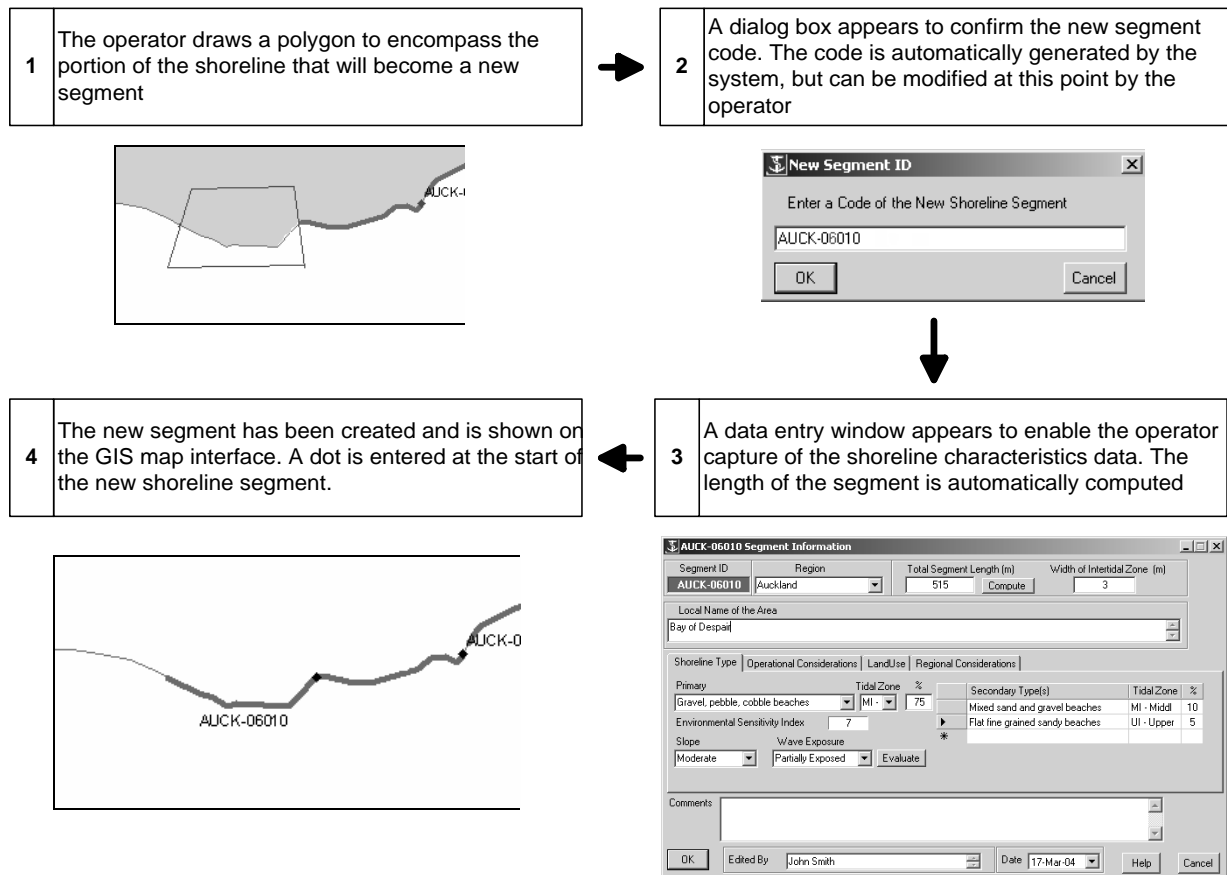 1
The operator draws a polygon to encompass the
portion of the shoreline that will become a new
segment
2
A dialog box appears to confirm the new segment
code. The code is automatically generated by the
system, but can be modified at this point by the
operator
AUCK-
New Segment ID
Enter a Code of the New Shoreline Segment
AUCK-06010
OK Cancel
4
The new segment has been created and is shown on
the GIS map interface. A dot is entered at the start of
the new shoreline segment.
3
A data entry window appears to enable the operator
capture of the shoreline characteristics data. The
length of the segment is automatically computed
AUCK-0
AUCK-06010
AUCK-06010 Segment Information
Segment ID Region Total Segment Length (m) Width of Intertidal Zone (m)
AUCK-06010 Auckland 515 Compute 3
Local Name of the Area
Bay of Despair
Shoreline Type Operational Considerations LandUse Regional Considerations
Primary Tidal Zone % Secondary Type(s) Tidal Zone %
Gravel, pebble, cobble beaches MI - 75 Mixed sand and gravel beaches MI - Middl 10
Environmental Sensitivity Index 7 Flat fine grained sandy beaches UI - Upper 5
Slope Wave Exposure
Moderate Partially Exposed Evaluate
Comments
OK Edited By John Smith Date 17-Mar-04 Help Cancel